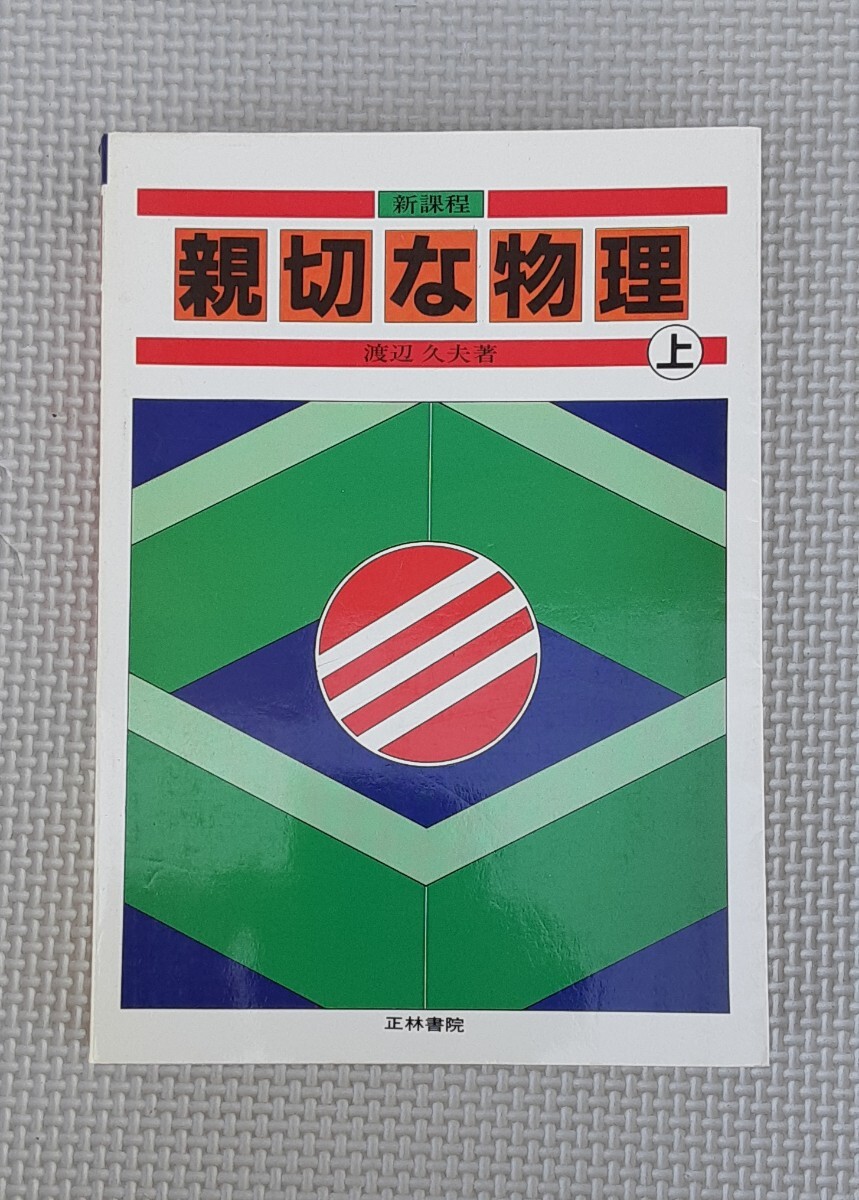 新課程
親切な物理
渡辺 久夫著
上
正林書院